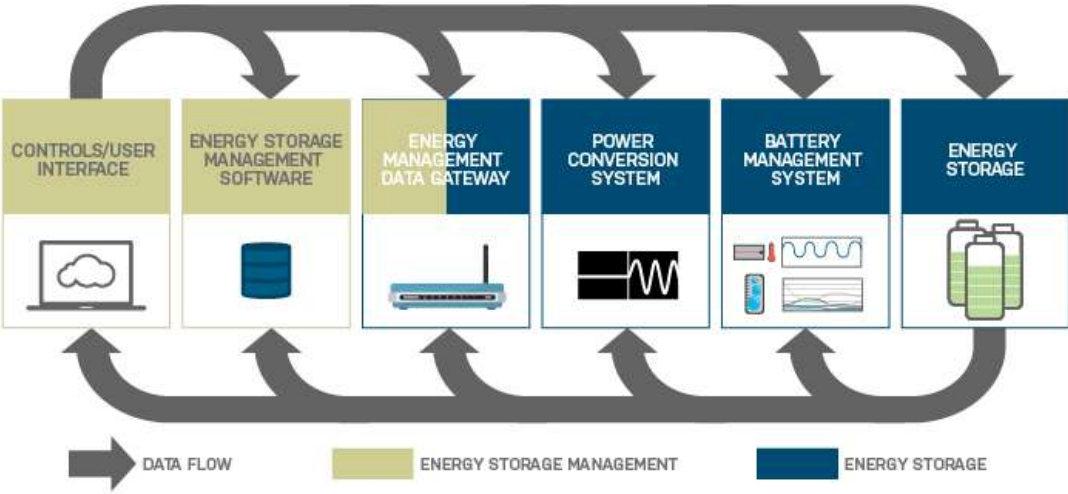 CONTROLS/USER
INTERFACE
ENERGY STORAGE
MANAGEMENT
SOFTWARE
ENERGY
MANAGEMENT
DATA GATEWAY
POWER
CONVERSION
SYSTEM
BATTERY
MANAGEMENT
SYSTEM
ENERGY
STORAGE
DATA FLOW
ENERGY STORAGE MANAGEMENT
ENERGY STORAGE